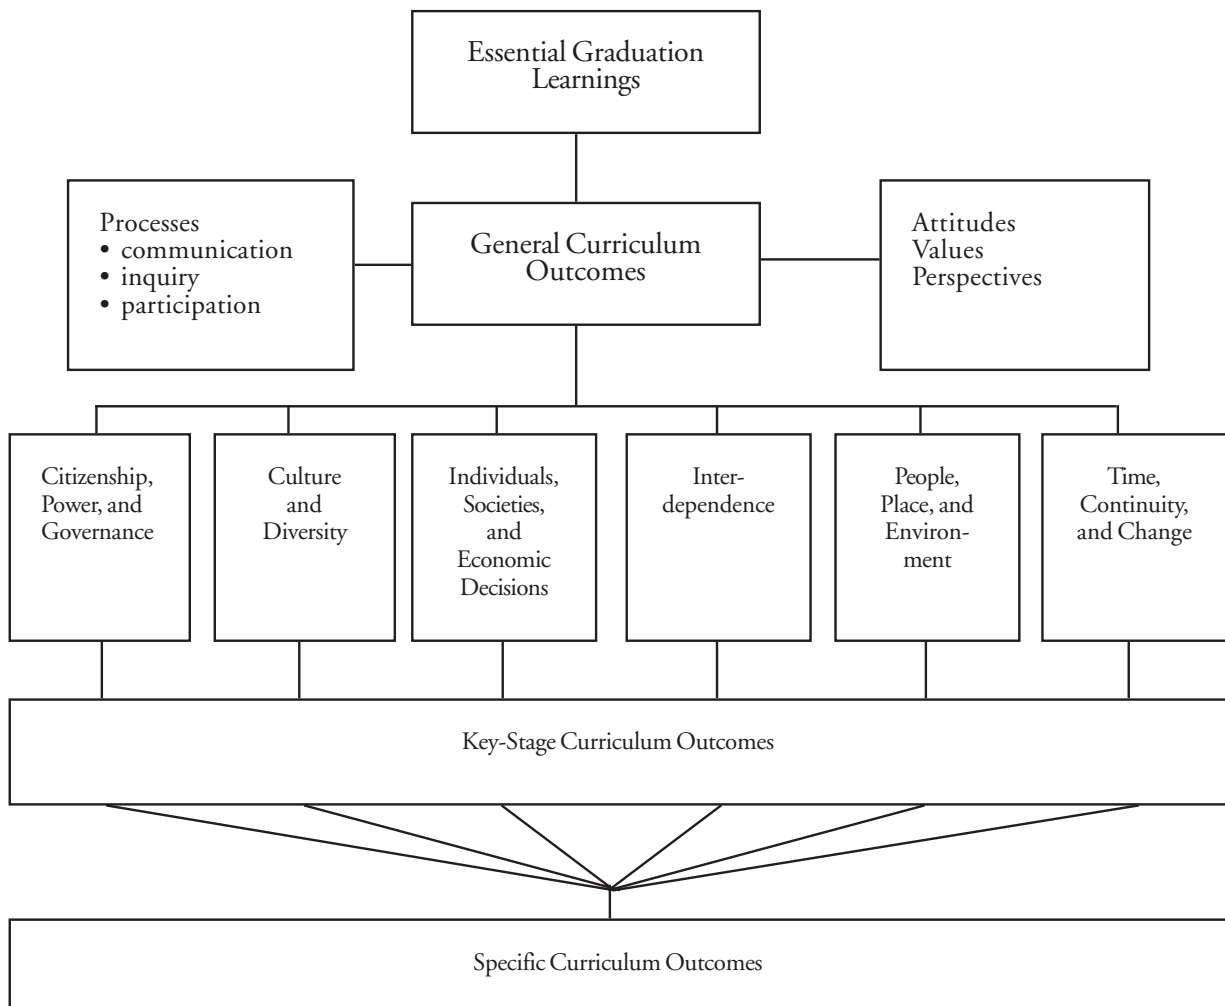 Essential Graduation
Learnings
Processes
• communication
• inquiry
• participation
General Curriculum
Outcomes
Attitudes
Values
Perspectives
Citizenship,
Power, and
Governance
Culture
and
Diversity
Individuals,
Societies,
and
Economic
Decisions
Inter-
dependence
People,
Place, and
Environ-
ment
Time,
Continuity,
and Change
Key-Stage Curriculum Outcomes
Specific Curriculum Outcomes